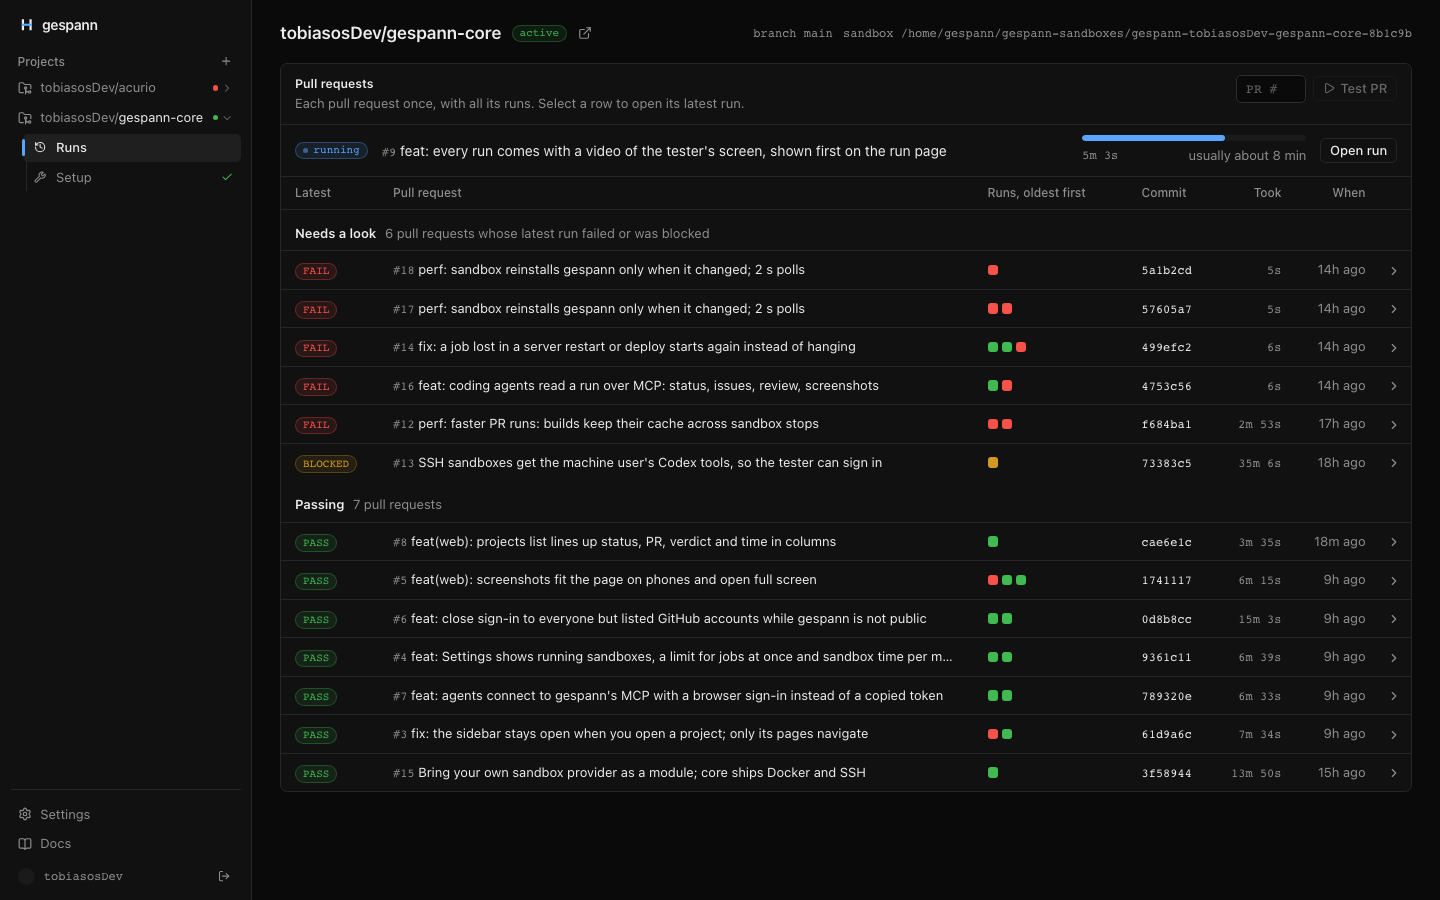 gespann
Projects
tobiasosDev/acurio
tobiasosDev/gespann-core
Runs
Setup
Settings
Docs
tobiasosDev
tobiasosDev/gespann-core active
branch main sandbox /home/gespann/gespann-sandboxes/gespann-tobiasosDev-gespann-core-8b1c9b
Pull requests
Each pull request once, with all its runs. Select a row to open its latest run.
PR # Test PR
running #9 feat: every run comes with a video of the tester's screen, shown first on the run page
5m 3s usually about 8 min Open run
Latest Pull request Runs, oldest first Commit Took When
Needs a look 6 pull requests whose latest run failed or was blocked
FAIL #18 perf: sandbox reinstalls gespann only when it changed; 2 s polls 5a1b2cd 5s 14h ago
FAIL #17 perf: sandbox reinstalls gespann only when it changed; 2 s polls 57605a7 5s 14h ago
FAIL #14 fix: a job lost in a server restart or deploy starts again instead of hanging 499efc2 6s 14h ago
FAIL #16 feat: coding agents read a run over MCP: status, issues, review, screenshots 4753c56 6s 14h ago
FAIL #12 perf: faster PR runs: builds keep their cache across sandbox stops f684ba1 2m 53s 17h ago
BLOCKED #13 SSH sandboxes get the machine user's Codex tools, so the tester can sign in 73383c5 35m 6s 18h ago
Passing 7 pull requests
PASS #8 feat(web): projects list lines up status, PR, verdict and time in columns cae6e1c 3m 35s 18m ago
PASS #5 feat(web): screenshots fit the page on phones and open full screen 1741117 6m 15s 9h ago
PASS #6 feat: close sign-in to everyone but listed GitHub accounts while gespann is not public 0d8b8cc 15m 3s 9h ago
PASS #4 feat: Settings shows running sandboxes, a limit for jobs at once and sandbox time per m... 9361c11 6m 39s 9h ago
PASS #7 feat: agents connect to gespann's MCP with a browser sign-in instead of a copied token 789320e 6m 33s 9h ago
PASS #3 fix: the sidebar stays open when you open a project; only its pages navigate 61d9a6c 7m 34s 9h ago
PASS #15 Bring your own sandbox provider as a module; core ships Docker and SSH 3f58944 13m 50s 15h ago